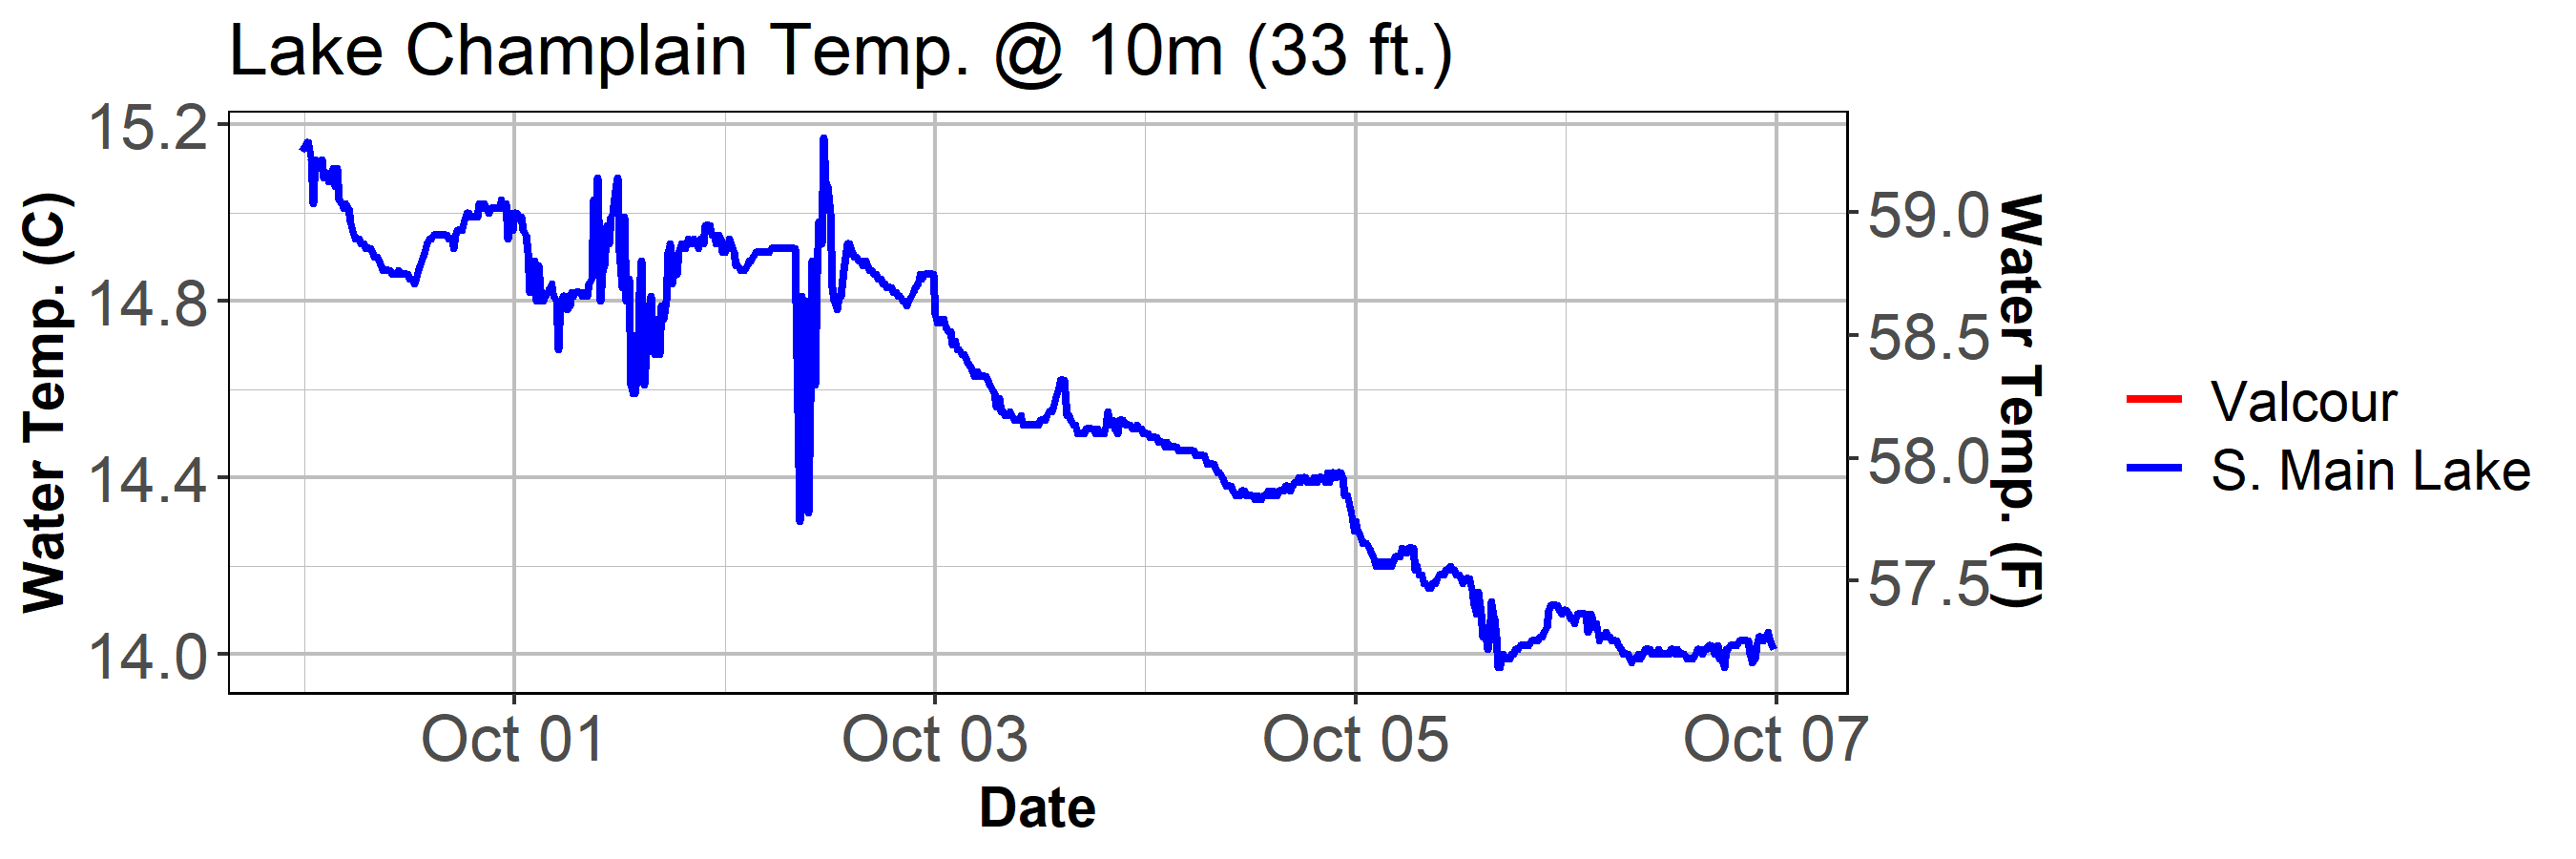 Lake Champlain Temp. @ 10m (33 ft.)
Water Temp. (C)
15.2
14.8
14.4
14.0
59.0
58.5
58.0
57.5
Water Temp. (F)
Oct 01
Oct 03
Oct 05
Oct 07
Date
Valcour
S. Main Lake